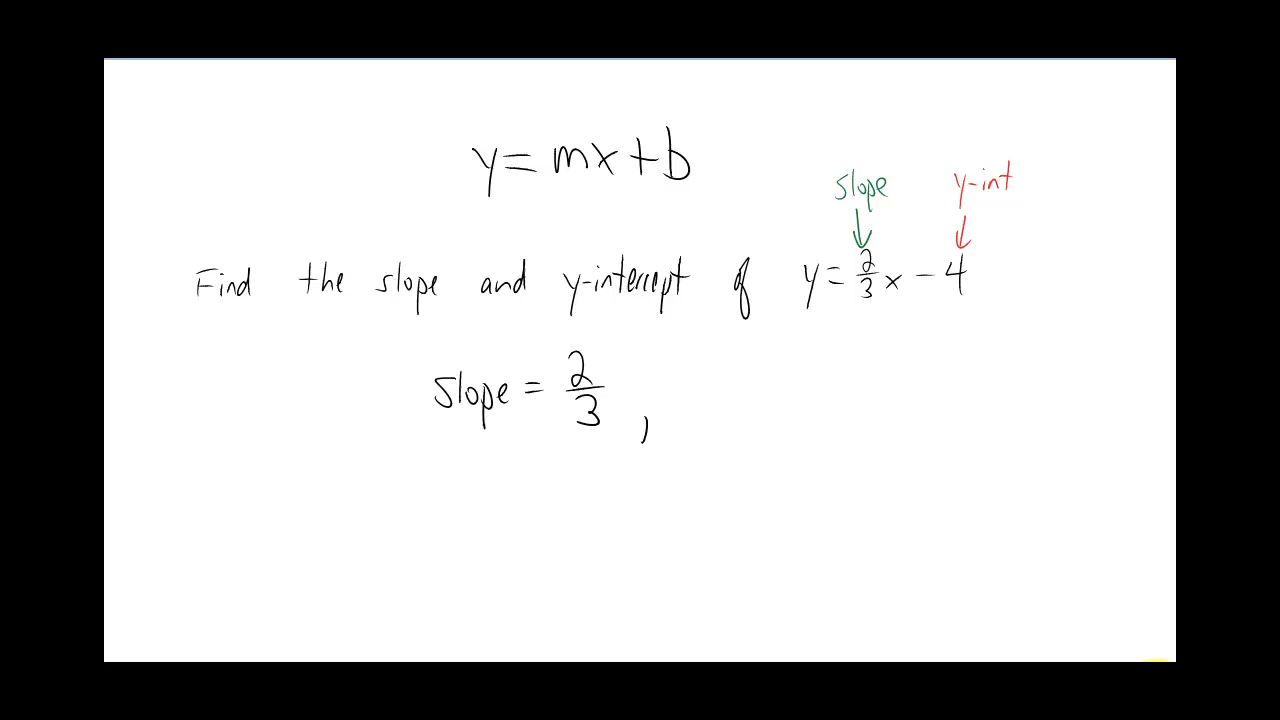 y = mx + b
slope y-int
Find the slope and y-intercept of y = 2/3 x - 4
slope = 2/3 ,